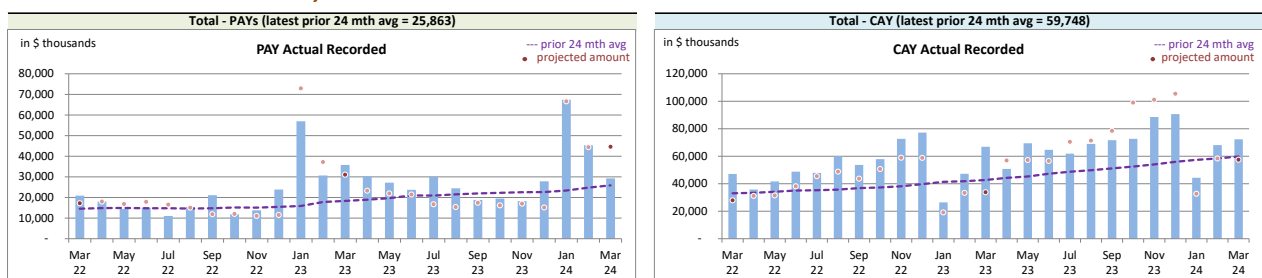 Total - PAYs (latest prior 24 mth avg = 25,863)
in $ thousands
PAY Actual Recorded
--- prior 24 mth avg
projected amount
80,000
70,000
60,000
50,000
40,000
30,000
20,000
10,000
-
Mar May Jul Sep Nov Jan Mar May Jul Sep Nov Jan Mar
22 22 22 22 22 23 23 23 23 23 23 24 24
Total - CAY (latest prior 24 mth avg = 59,748)
in $ thousands
CAY Actual Recorded
--- prior 24 mth avg
projected amount
120,000
100,000
80,000
60,000
40,000
20,000
-
Mar May Jul Sep Nov Jan Mar May Jul Sep Nov Jan Mar
22 22 22 22 22 23 23 23 23 23 23 24 24